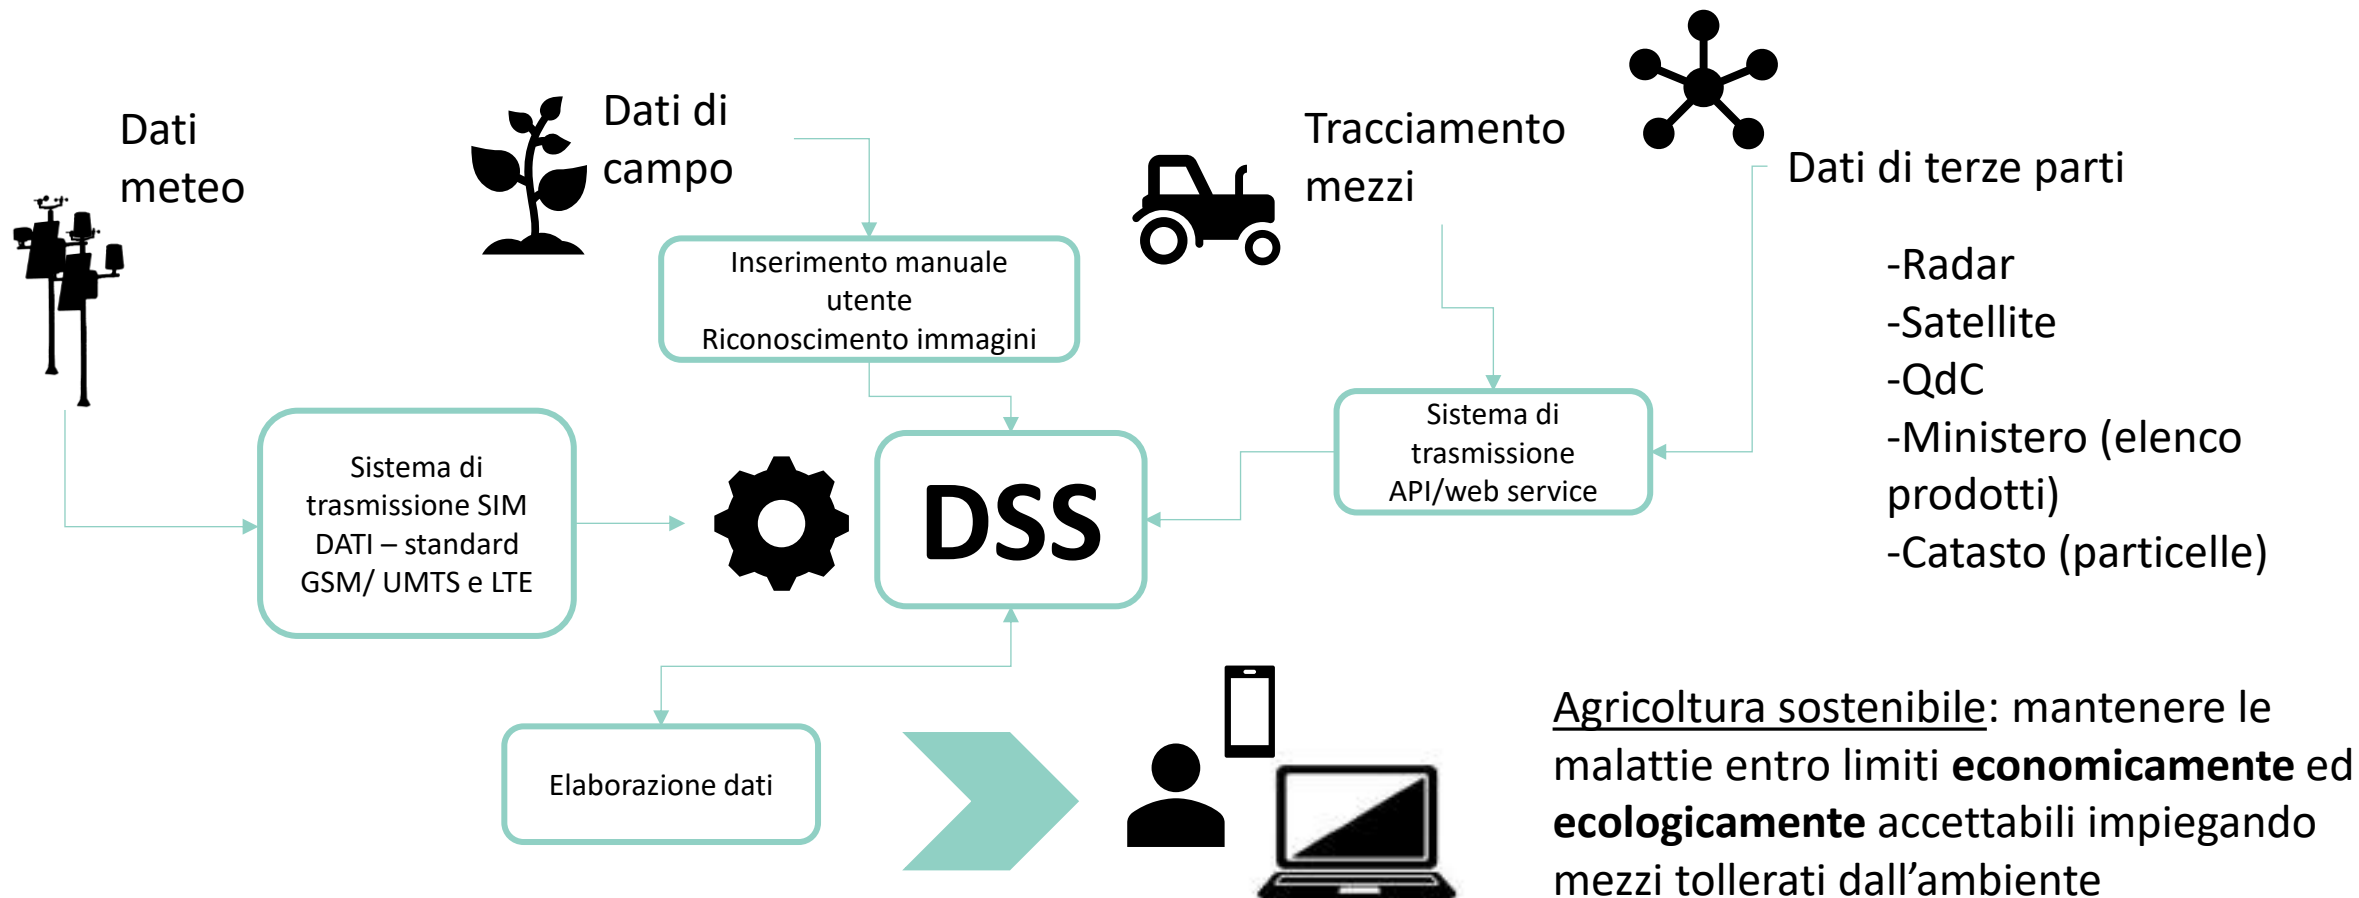 Dati
meteo
Dati di
campo
Tracciamento
mezzi
Dati di terze parti
Inserimento manuale
utente
Riconoscimento immagini
-Radar
-Satellite
-QdC
-Ministero (elenco
prodotti)
-Catasto (particelle)
Sistema di
trasmissione SIM
DATI – standard
GSM/ UMTS e LTE
DSS
Sistema di
trasmissione
API/web service
Elaborazione dati
Agricoltura sostenibile: mantenere le
malattie entro limiti economicamente ed
ecologicamente accettabili impiegando
mezzi tollerati dall’ambiente